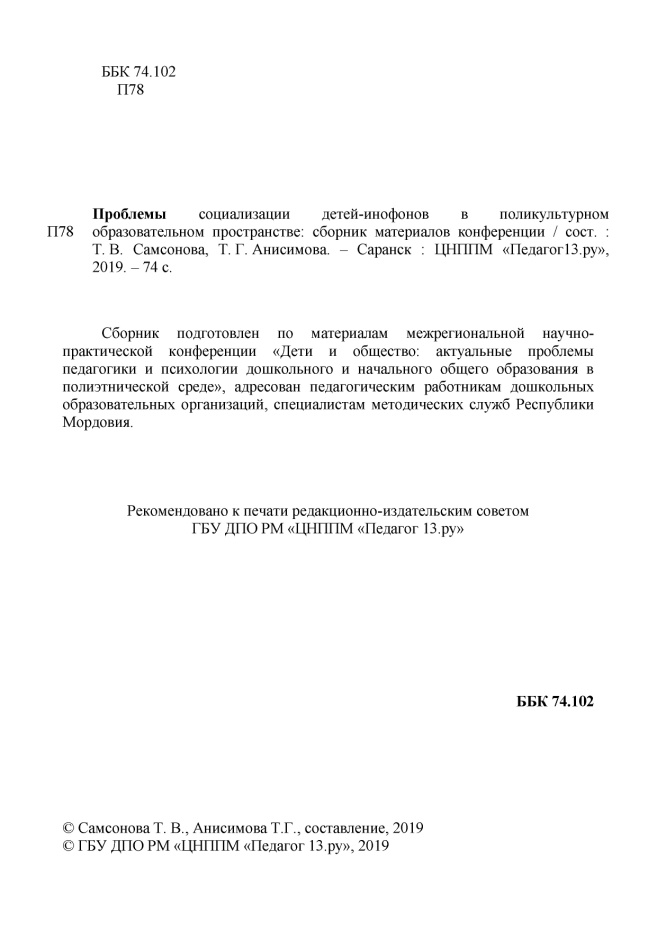 ББК 74.102
П78
Проблемы социализации детей-инофонов в поликультурном
П78 образовательном пространстве: сборник материалов конференции / сост. :
Т. В. Самсонова, Т. Г. Анисимова. – Саранск : ЦНППМ «Педагог13.ру»,
2019. – 74 с.
Сборник подготовлен по материалам межрегиональной научно-
практической конференции «Дети и общество: актуальные проблемы
педагогики и психологии дошкольного и начального общего образования в
полиэтнической среде», адресован педагогическим работникам дошкольных
образовательных организаций, специалистам методических служб Республики
Мордовия.
Рекомендовано к печати редакционно-издательским советом
ГБУ ДПО РМ «ЦНППМ «Педагог 13.ру»
ББК 74.102
© Самсонова Т. В., Анисимова Т.Г., составление, 2019
© ГБУ ДПО РМ «ЦНППМ «Педагог 13.ру», 2019